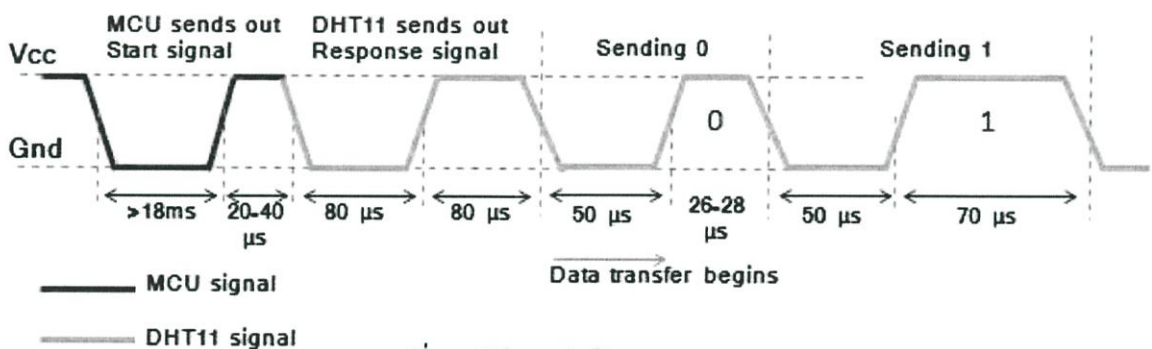 MCU sends out
Start signal
DHT11 sends out
Response signal
Sending 0
Sending 1
Vcc
0
1
Gnd
>18ms
20-40
μs
80 μs
80 μs
50 μs
26-28
μs
50 μs
70 μs
Data transfer begins
MCU signal
DHT11 signal